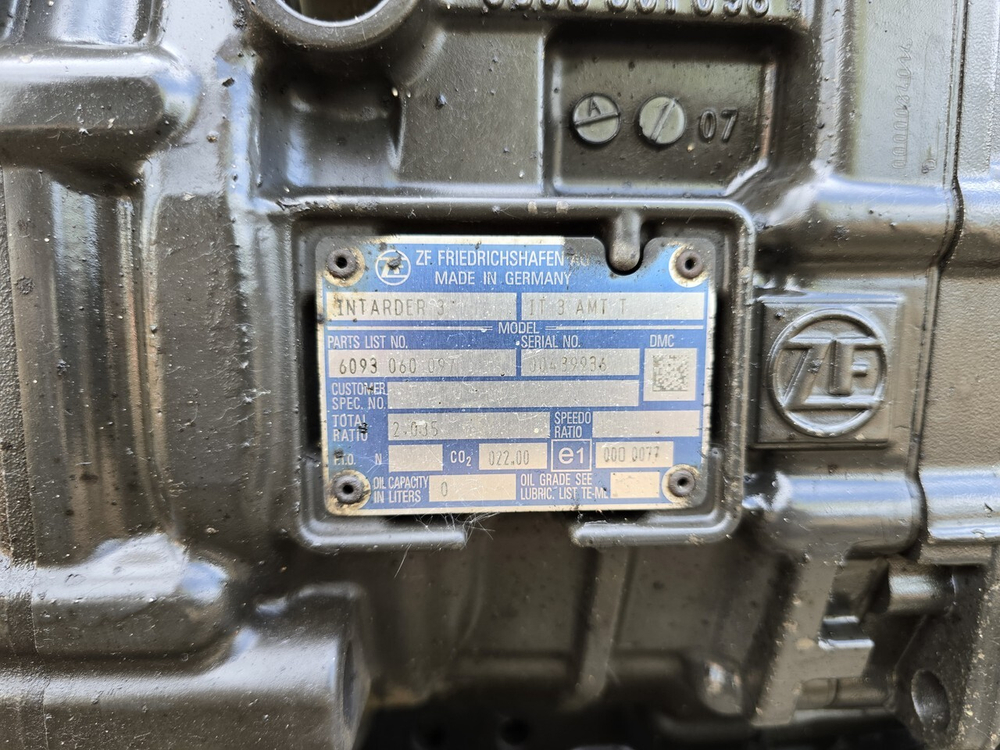 A 07
ZF FRIEDRICHSHAFEN AG
MADE IN GERMANY
INTARDER 3 IT 3 AMT T
MODEL
PARTS LIST NO. SERIAL NO. DMC
6093 060 097 00439936
CUSTOMER
SPEC. NO.
TOTAL
RATIO 2.035 SPEEDO
RATIO
P.T.O. N CO2 022.00 e1 000 0077
OIL CAPACITY
IN LITERS 0 OIL GRADE SEE
LUBRIC. LIST TE-ML
ZF